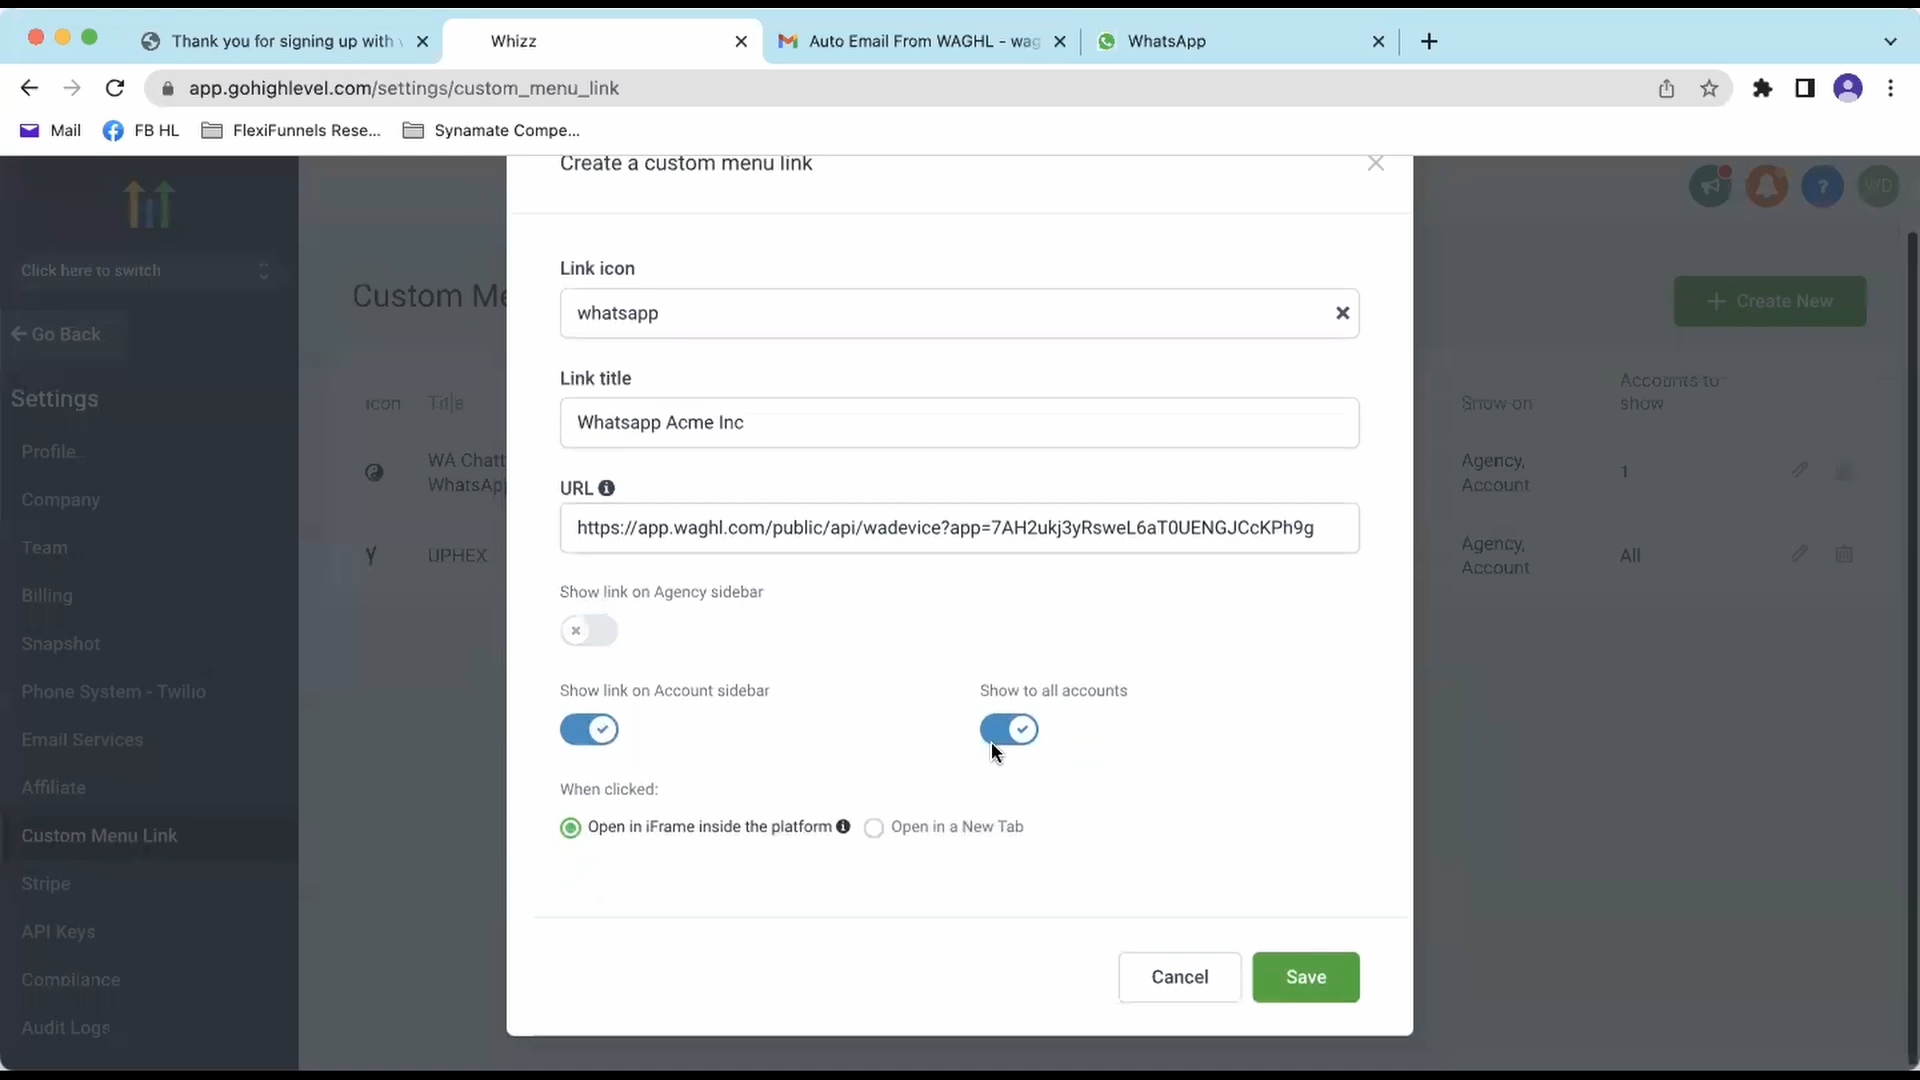 Thank you for signing up with
Whizz
Auto Email From WAGHL - wag
WhatsApp
app.gohighlevel.com/settings/custom_menu_link
Mail
FB HL
FlexiFunnels Rese...
Synamate Compe...
Create a custom menu link
WD
Click here to switch
Link icon
whatsapp
Custom Me
+ Create New
Go Back
Link title
Whatsapp Acme Inc
Settings
Icon
Title
Show on
Accounts to
show
Profile
WA Chatt
WhatsAp
Agency,
Account
1
Company
URL
https://app.waghl.com/public/api/wadevice?app=7AH2ukj3yRsweL6aT0UENGJCcKPh9g
Team
UPHEX
Agency,
Account
All
Billing
Show link on Agency sidebar
Snapshot
Phone System - Twilio
Show link on Account sidebar
Show to all accounts
Email Services
Affiliate
When clicked:
Open in iFrame inside the platform
Open in a New Tab
Custom Menu Link
Stripe
API Keys
Compliance
Cancel
Save
Audit Logs